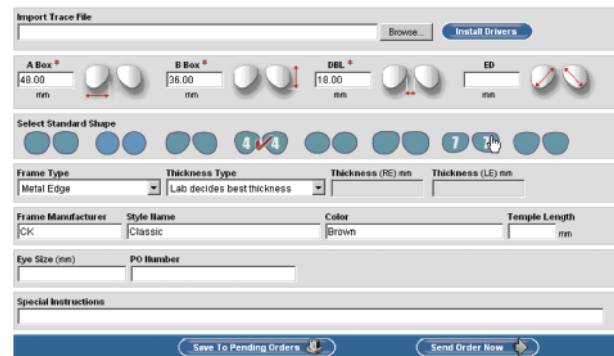 Import Trace File
Browse... Install Drivers
A Box * B Box * DBL * ED
48.00 36.00 18.00
mm mm mm mm
Select Standard Shape
4 4 7 7
Frame Type Thickness Type Thickness (RE) mm Thickness (LE) mm
Metal Edge Lab decides best thickness
Frame Manufacturer Style Name Color Temple Length
CK Classic Brown mm
Eye Size (mm) PO Number
Special Instructions
Save To Pending Orders Send Order Now